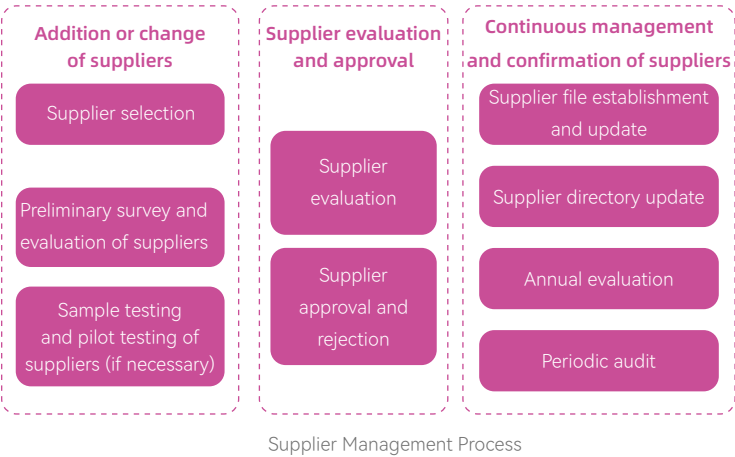 Addition or change
of suppliers
Supplier selection
Preliminary survey and
evaluation of suppliers
Sample testing
and pilot testing of
suppliers (if necessary)
Supplier evaluation
and approval
Supplier
evaluation
Supplier
approval and
rejection
Continuous management
and confirmation of suppliers
Supplier file establishment
and update
Supplier directory update
Annual evaluation
Periodic audit
Supplier Management Process